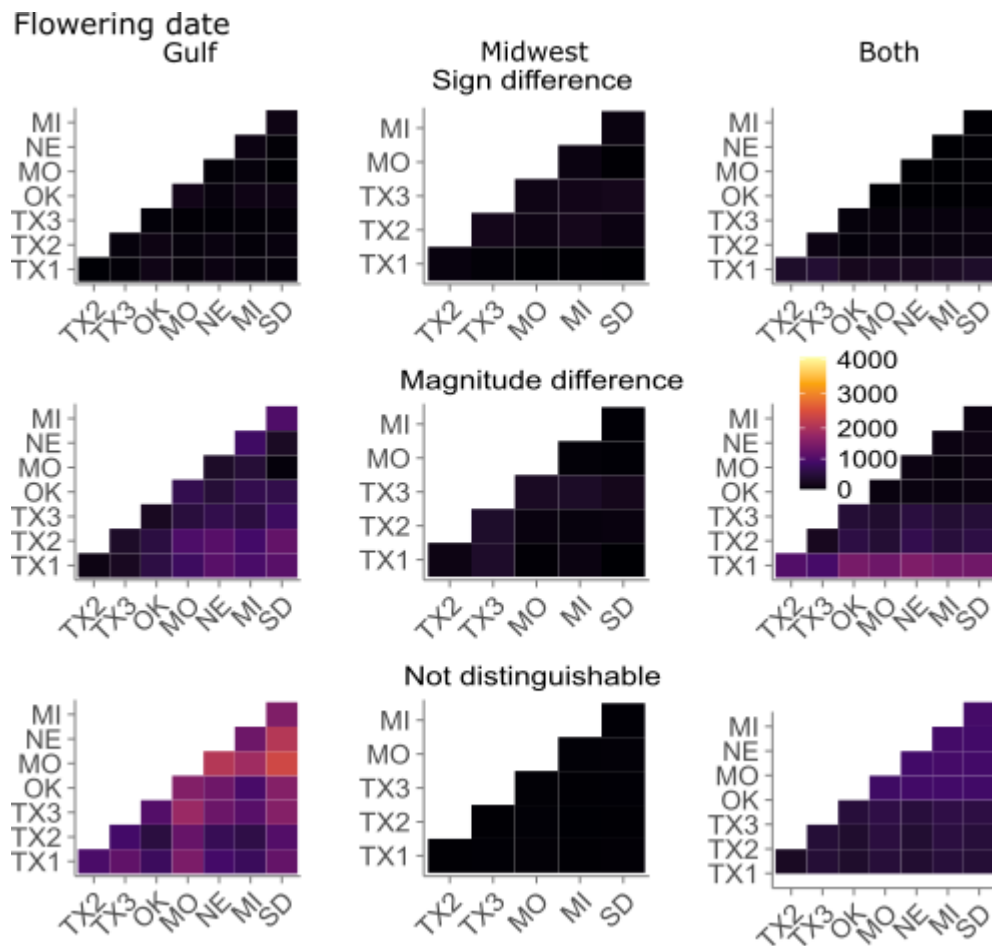 Flowering date
Gulf Midwest Both
Sign difference
MI
NE
MO
OK
TX3
TX2
TX1
TX2 TX3 OK MO NE MI SD
MI
MO
TX3
TX2
TX1
TX2 TX3 MO MI SD
MI
NE
MO
OK
TX3
TX2
TX1
TX2 TX3 OK MO NE MI SD
Magnitude difference
MI
NE
MO
OK
TX3
TX2
TX1
TX2 TX3 OK MO NE MI SD
MI
MO
TX3
TX2
TX1
TX2 TX3 MO MI SD
4000
3000
2000
1000
0
MI
NE
MO
OK
TX3
TX2
TX1
TX2 TX3 OK MO NE MI SD
Not distinguishable
MI
NE
MO
OK
TX3
TX2
TX1
TX2 TX3 OK MO NE MI SD
MI
MO
TX3
TX2
TX1
TX2 TX3 MO MI SD
MI
NE
MO
OK
TX3
TX2
TX1
TX2 TX3 OK MO NE MI SD